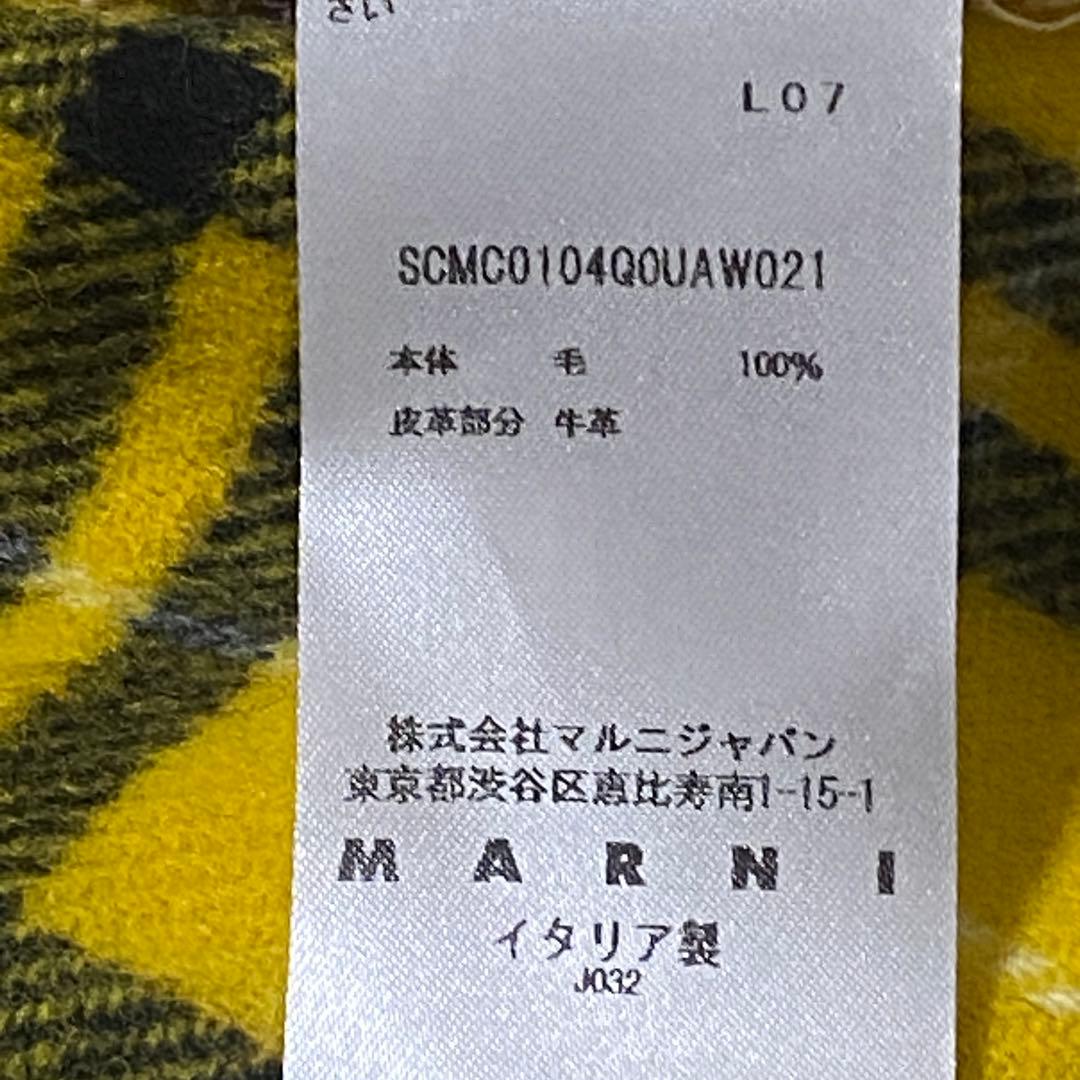 さい
L07
SCMC0104Q0UAW021
本体 毛 100%
皮革部分 牛革
株式会社マルニジャパン
東京都渋谷区恵比寿南1-15-1
MARNI
イタリア製
J032